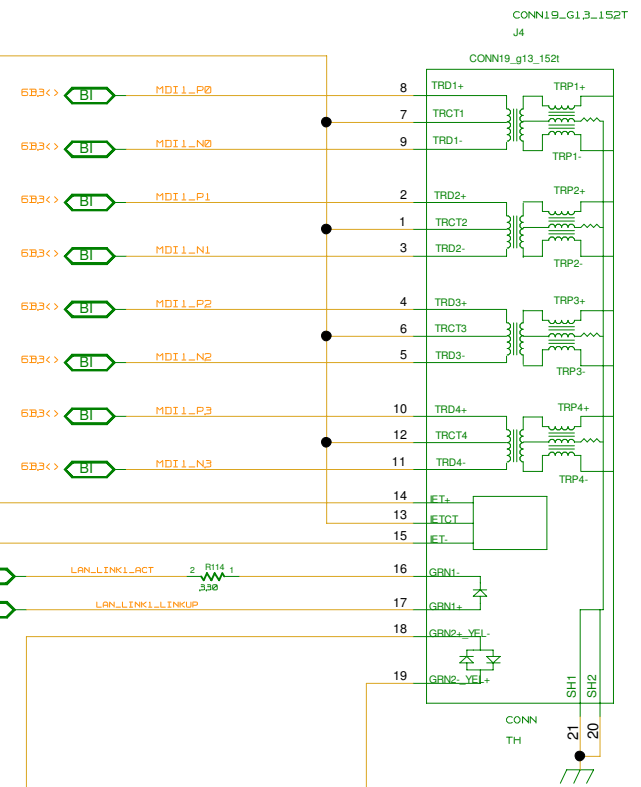 CONN19_G13_152T
J4
CONN19_g13_152t
6B3<> BI MDI1_P0 8 TRD1+ TRP1+
7 TRCT1
6B3<> BI MDI1_N0 9 TRD1- TRP1-
6B3<> BI MDI1_P1 2 TRD2+ TRP2+
1 TRCT2
6B3<> BI MDI1_N1 3 TRD2- TRP2-
6B3<> BI MDI1_P2 4 TRD3+ TRP3+
6 TRCT3
6B3<> BI MDI1_N2 5 TRD3- TRP3-
6B3<> BI MDI1_P3 10 TRD4+ TRP4+
12 TRCT4
6B3<> BI MDI1_N3 11 TRD4- TRP4-
14 IET+
13 IETCT
15 IET-
LAN_LINK1_ACT 2 R114 1 16 GRN1-
330
LAN_LINK1_LINKUP 17 GRN1+
18 GRN2+_YEL-
19 GRN2-_YEL+
SH1 SH2
21 20
CONN
TH